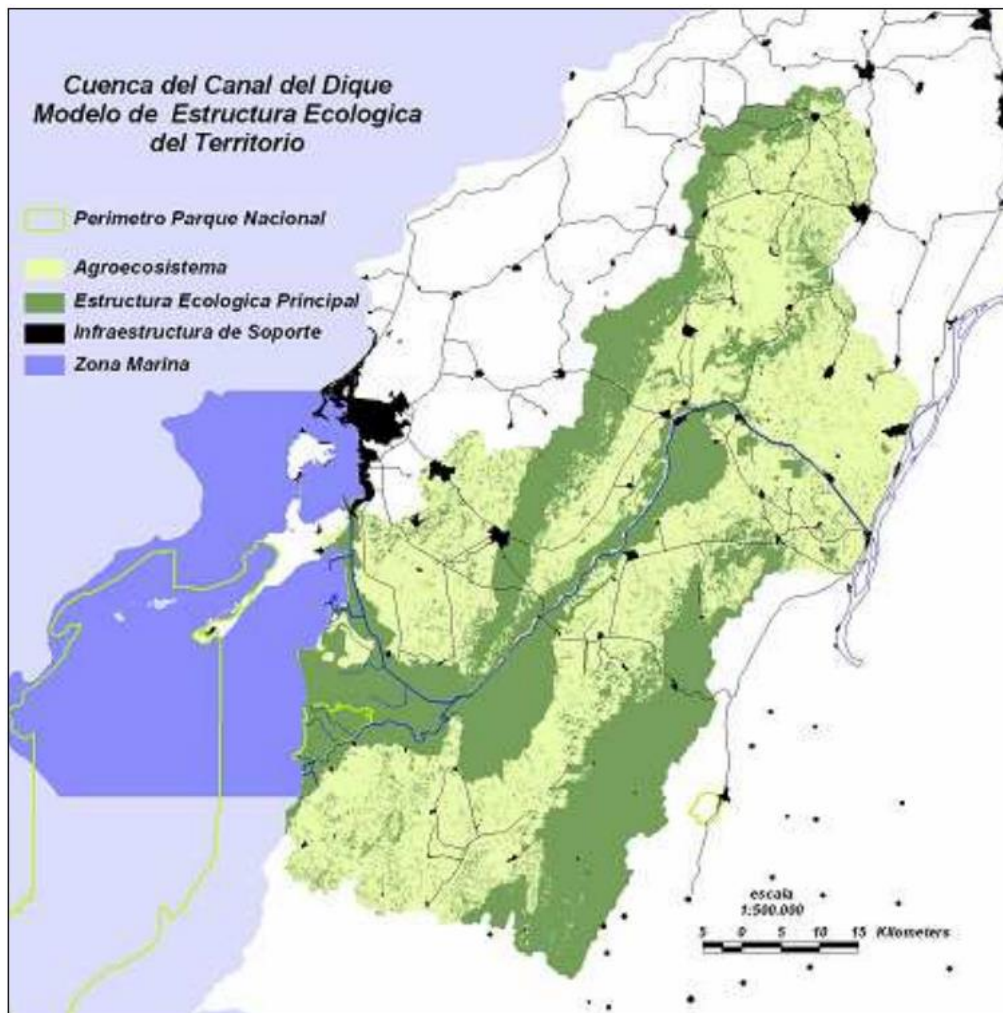 Cuenca del Canal del Dique
Modelo de Estructura Ecologica
del Territorio
Perimetro Parque Nacional
Agroecosistema
Estructura Ecologica Principal
Infraestructura de Soporte
Zona Marina
escala
1:500.000
5 0 5 10 15 Kilometers